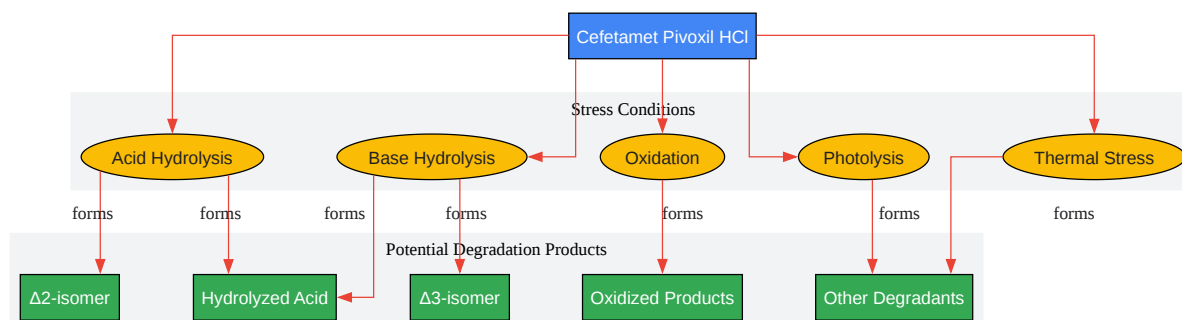 Cefetamet Pivoxil HCl
Stress Conditions
Acid Hydrolysis
Base Hydrolysis
Oxidation
Photolysis
Thermal Stress
forms
forms
forms
forms
forms
forms
forms
Potential Degradation Products
Δ2-isomer
Hydrolyzed Acid
Δ3-isomer
Oxidized Products
Other Degradants